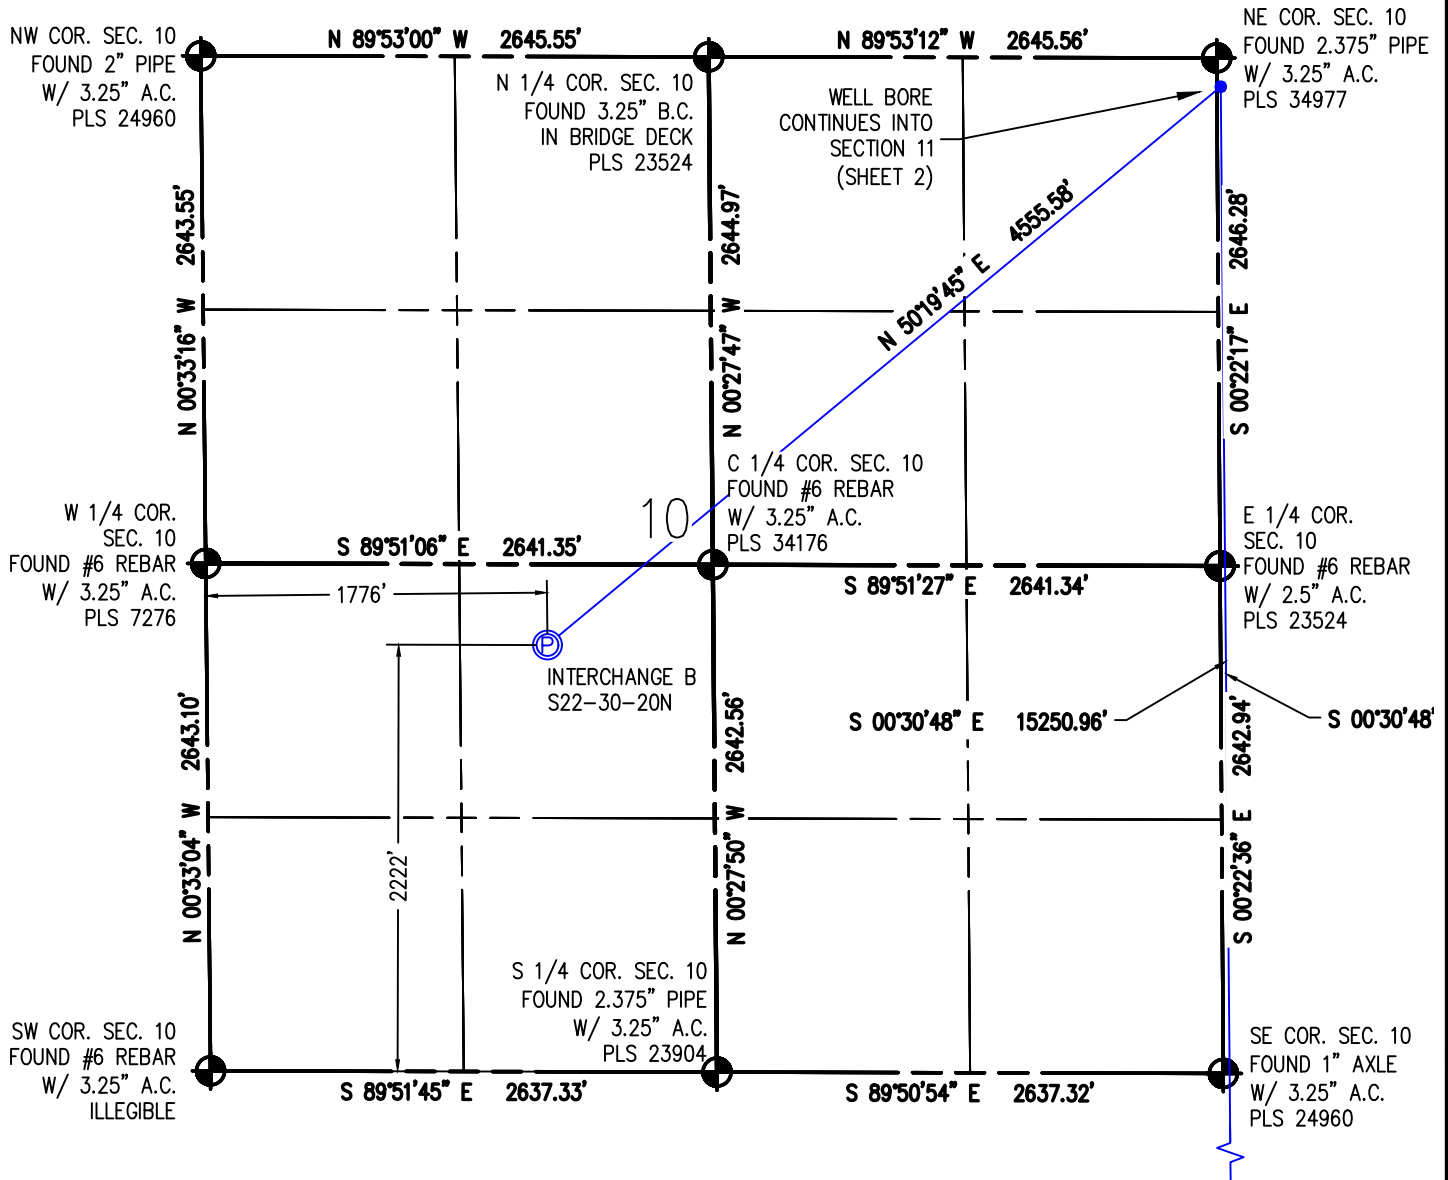 NW COR. SEC. 10
FOUND 2" PIPE
W/ 3.25" A.C.
PLS 24960
N 89°53'00" W 2645.55'
N 1/4 COR. SEC. 10
FOUND 3.25" B.C.
IN BRIDGE DECK
PLS 23524
N 89°53'12" W 2645.56'
NE COR. SEC. 10
FOUND 2.375" PIPE
W/ 3.25" A.C.
PLS 34977
WELL BORE
CONTINUES INTO
SECTION 11
(SHEET 2)
N 00°33'16" W 2643.55'
N 00°27'47" W 2644.97'
N 50°19'45" E 4555.58'
S 00°22'17" E 2646.28'
W 1/4 COR.
SEC. 10
FOUND #6 REBAR
W/ 3.25" A.C.
PLS 7276
S 89°51'06" E 2641.35'
10
C 1/4 COR. SEC. 10
FOUND #6 REBAR
W/ 3.25" A.C.
PLS 34176
S 89°51'27" E 2641.34'
E 1/4 COR.
SEC. 10
FOUND #6 REBAR
W/ 2.5" A.C.
PLS 23524
1776'
P
INTERCHANGE B
S22-30-20N
2222'
S 00°30'48" E 15250.96'
S 00°30'48"
N 00°33'04" W 2643.10'
N 00°27'50" W 2642.56'
S 00°22'36" E 2642.94'
SW COR. SEC. 10
FOUND #6 REBAR
W/ 3.25" A.C.
ILLEGIBLE
S 89°51'45" E 2637.33'
S 1/4 COR. SEC. 10
FOUND 2.375" PIPE
W/ 3.25" A.C.
PLS 23904
S 89°50'54" E 2637.32'
SE COR. SEC. 10
FOUND 1" AXLE
W/ 3.25" A.C.
PLS 24960